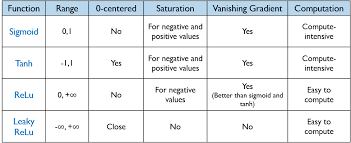 Function Range 0-centered Saturation Vanishing Gradient Computation
Sigmoid 0,1 No For negative and positive values Yes Compute-intensive
Tanh -1,1 Yes For negative and positive values Yes Compute-intensive
ReLu 0, +∞ No For negative values Yes (Better than sigmoid and tanh) Easy to compute
Leaky ReLu -∞, +∞ Close No No Easy to compute